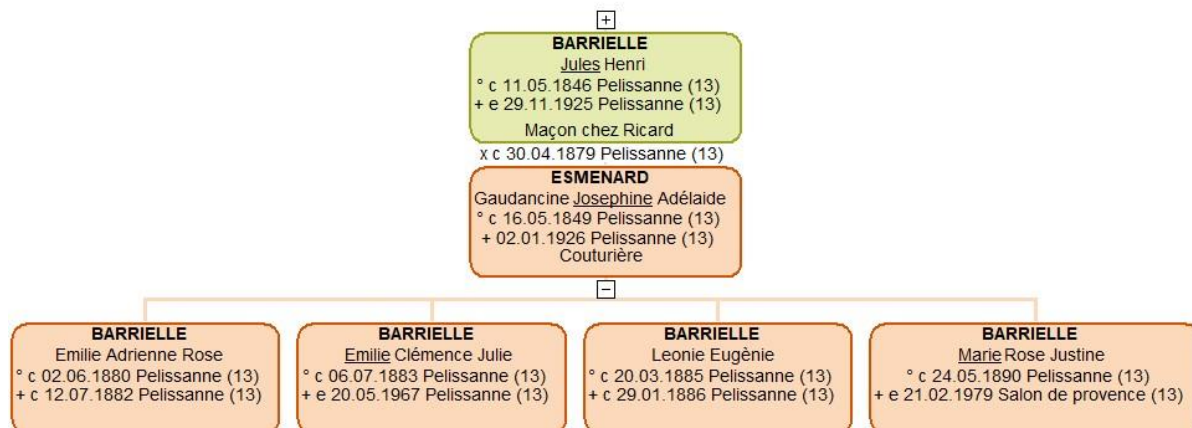 +
BARRIELLE
Jules Henri
° c 11.05.1846 Pelissanne (13)
+ e 29.11.1925 Pelissanne (13)
Maçon chez Ricard
x c 30.04.1879 Pelissanne (13)
ESMENARD
Gaudancine Josephine Adélaide
° c 16.05.1849 Pelissanne (13)
+ 02.01.1926 Pelissanne (13)
Couturière
−
BARRIELLE
Emilie Adrienne Rose
° c 02.06.1880 Pelissanne (13)
+ c 12.07.1882 Pelissanne (13)
BARRIELLE
Emilie Clémence Julie
° c 06.07.1883 Pelissanne (13)
+ e 20.05.1967 Pelissanne (13)
BARRIELLE
Leonie Eugènie
° c 20.03.1885 Pelissanne (13)
+ c 29.01.1886 Pelissanne (13)
BARRIELLE
Marie Rose Justine
° c 24.05.1890 Pelissanne (13)
+ e 21.02.1979 Salon de provence (13)